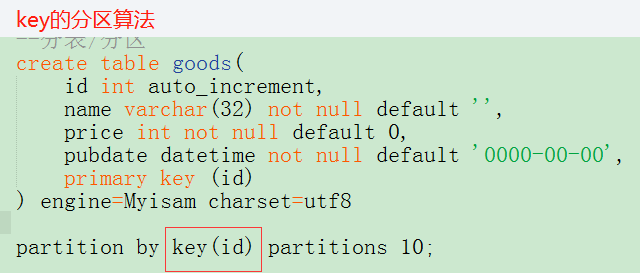 key的分区算法
--分表/分区
create table goods(
    id int auto_increment,
    name varchar(32) not null default '',
    price int not null default 0,
    pubdate datetime not null default '0000-00-00',
    primary key (id)
) engine=Myisam charset=utf8
partition by key(id) partitions 10;